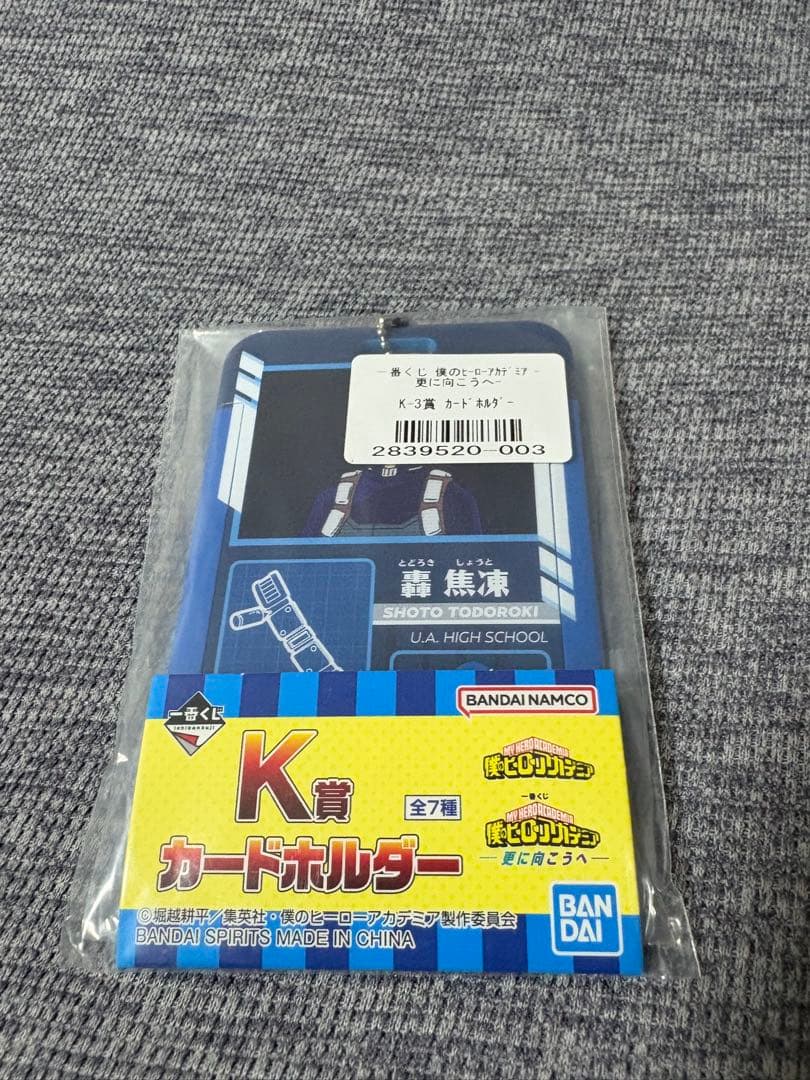 一番くじ 僕のﾋｰﾛｰｱｶﾃﾞﾐｱ -
更に向こうへ-
K-3賞 ｶｰﾄﾞﾎﾙﾀﾞｰ
2839520-003
とどろき しょうと
轟 焦凍
SHOTO TODOROKI
U.A. HIGH SCHOOL
BANDAI NAMCO
一番くじ
ichibankuji
K賞
全7種
カードホルダー
MY HERO ACADEMIA
僕のヒーローアカデミア
一番くじ
MY HERO ACADEMIA
僕のヒーローアカデミア
更に向こうへ
©堀越耕平/集英社・僕のヒーローアカデミア製作委員会
BANDAI SPIRITS MADE IN CHINA
BAN
DAI